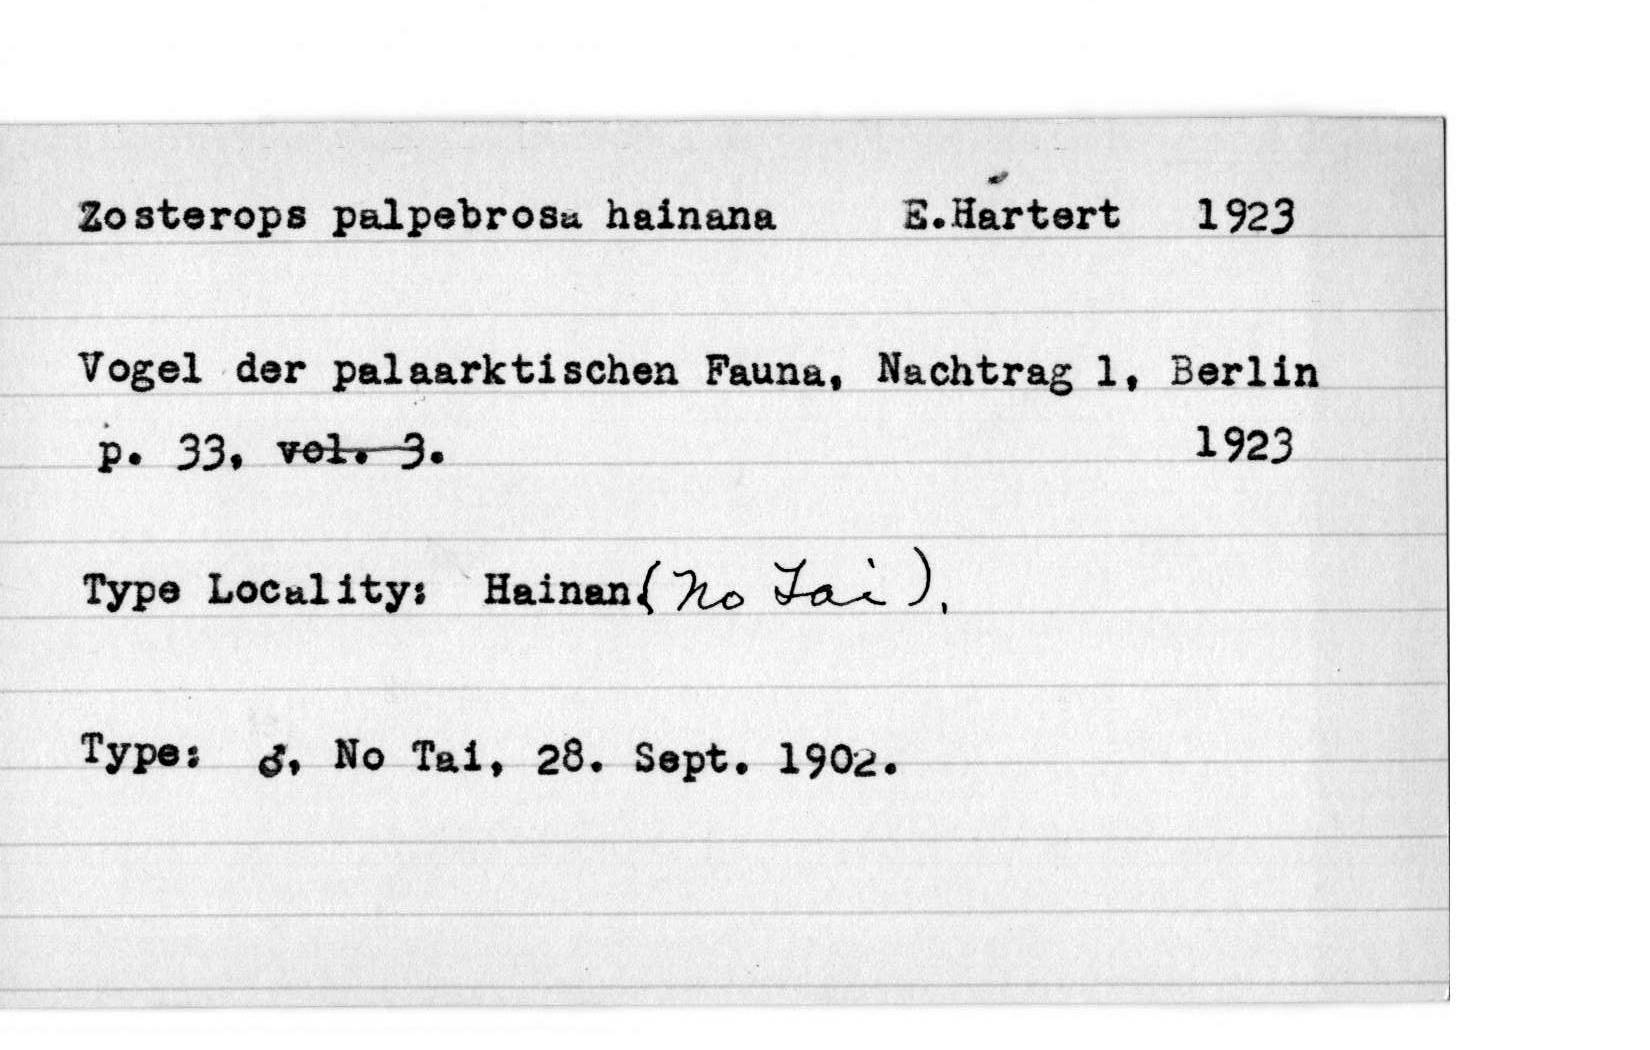 Zosterops palpebrosa hainana E.Hartert 1923
Vogel der palaarktischen Fauna, Nachtrag 1, Berlin
p. 33, vol. 3. 1923
Type Locality: Hainan (No Tai).
Type: ♂, No Tai, 28. Sept. 1902.